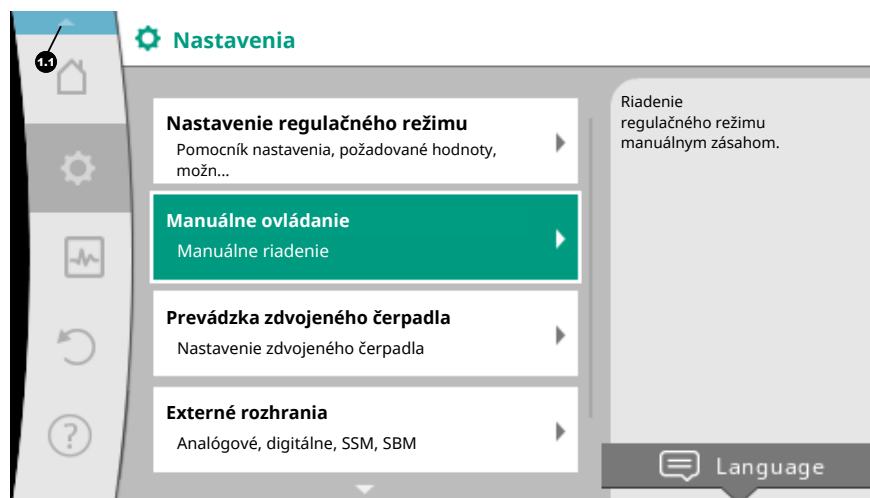 1.1
Nastavenia
Nastavenie regulačného režimu
Pomocník nastavenia, požadované hodnoty,
možn...
Manuálne ovládanie
Manuálne riadenie
Prevádzka zdvojeného čerpadla
Nastavenie zdvojeného čerpadla
Externé rozhrania
Analógové, digitálne, SSM, SBM
Riadenie
regulačného režimu
manuálnym zásahom.
Language